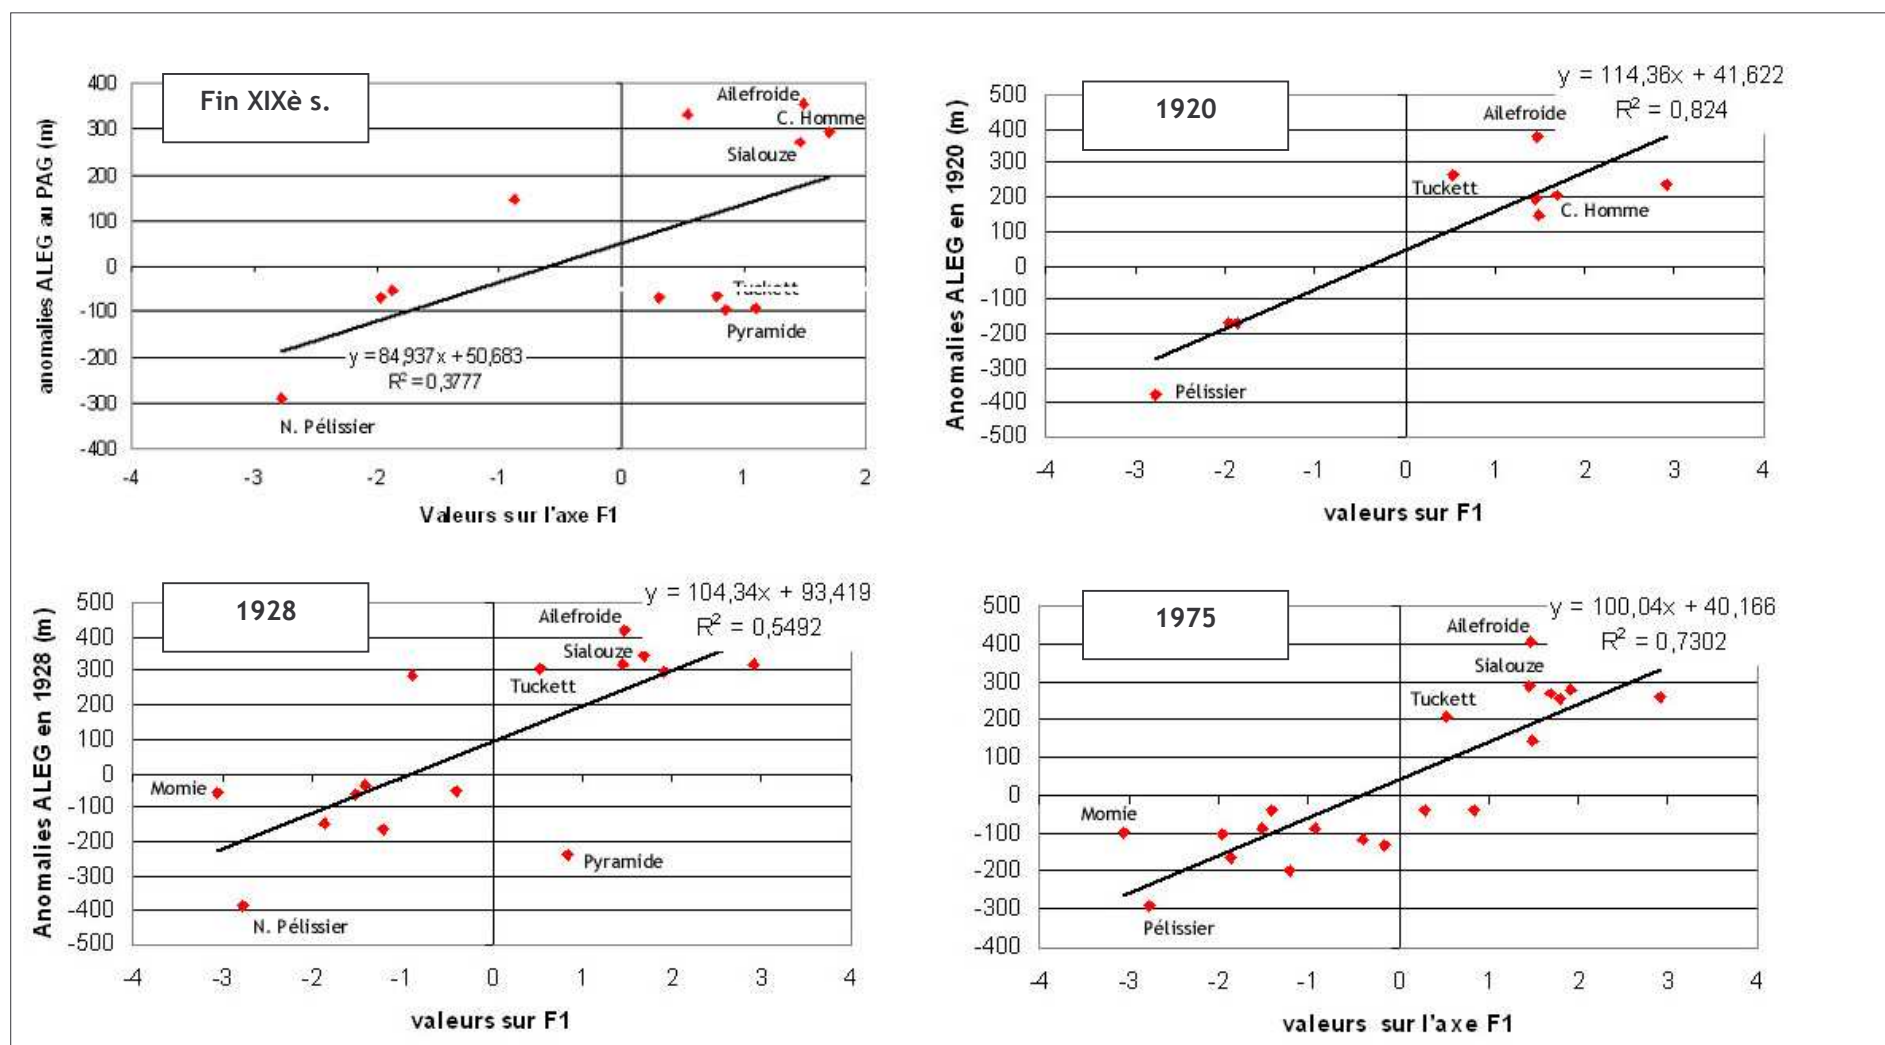 Fin XIXè s.
anomalies ALEG au PAG (m)
400
300
200
100
0
-100
-200
-300
-400
Ailefroide
C. Homme
Sialouze
Tuckett
Pyramide
y = 84,937x + 50,683
R² = 0,3777
N. Pélissier
-4 -3 -2 -1 0 1 2
Valeurs sur l'axe F1
1920
y = 114,36x + 41,622
R² = 0,824
Anomalies ALEG en 1920 (m)
500
400
300
200
100
0
-100
-200
-300
-400
-500
Ailefroide
Tuckett
C. Homme
Pélissier
-4 -3 -2 -1 0 1 2 3 4
valeurs sur F1
1928
y = 104,34x + 93,419
R² = 0,5492
Anomalies ALEG en 1928 (m)
500
400
300
200
100
0
-100
-200
-300
-400
-500
Ailefroide
Sialouze
Tuckett
Momie
Pyramide
N. Pélissier
-4 -3 -2 -1 0 1 2 3 4
valeurs sur F1
1975
y = 100,04x + 40,166
R² = 0,7302
Anomalies ALEG (m)
500
400
300
200
100
0
-100
-200
-300
-400
Ailefroide
Sialouze
Tuckett
Momie
Pélissier
-4 -3 -2 -1 0 1 2 3 4
valeurs sur l'axe F1